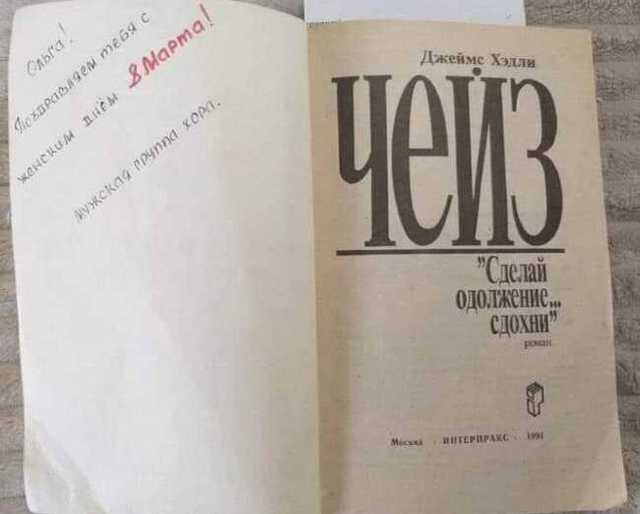 Ольга!
Поздравляем тебя с
женским днём 8 Марта!
мужская группа хора.
Джеймс Хэдли
ЧЕЙЗ
"Сделай
одолжение...
сдохни"
роман
Москва · ИНТЕРПРАКС · 1994